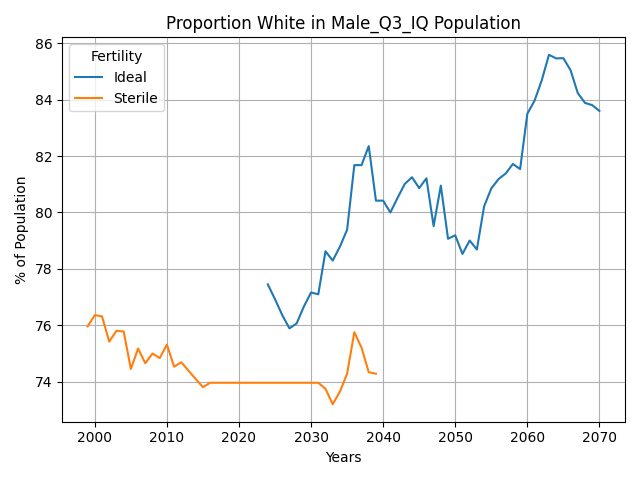 Proportion White in Male_Q3_IQ Population
Fertility
Ideal
Sterile
% of Population
86
84
82
80
78
76
74
2000 2010 2020 2030 2040 2050 2060 2070
Years